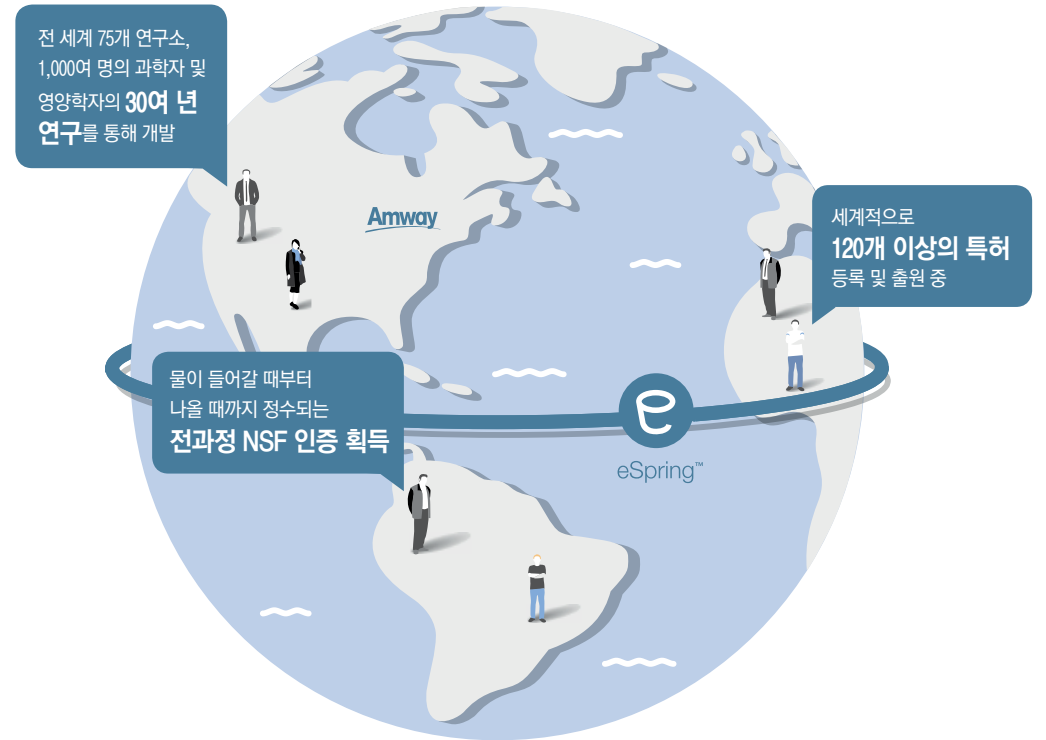 전 세계 75개 연구소,
1,000여 명의 과학자 및
영양학자의 30여 년
연구를 통해 개발
Amway
세계적으로
120개 이상의 특허
등록 및 출원 중
물이 들어갈 때부터
나올 때까지 정수되는
전과정 NSF 인증 획득
eSpring™